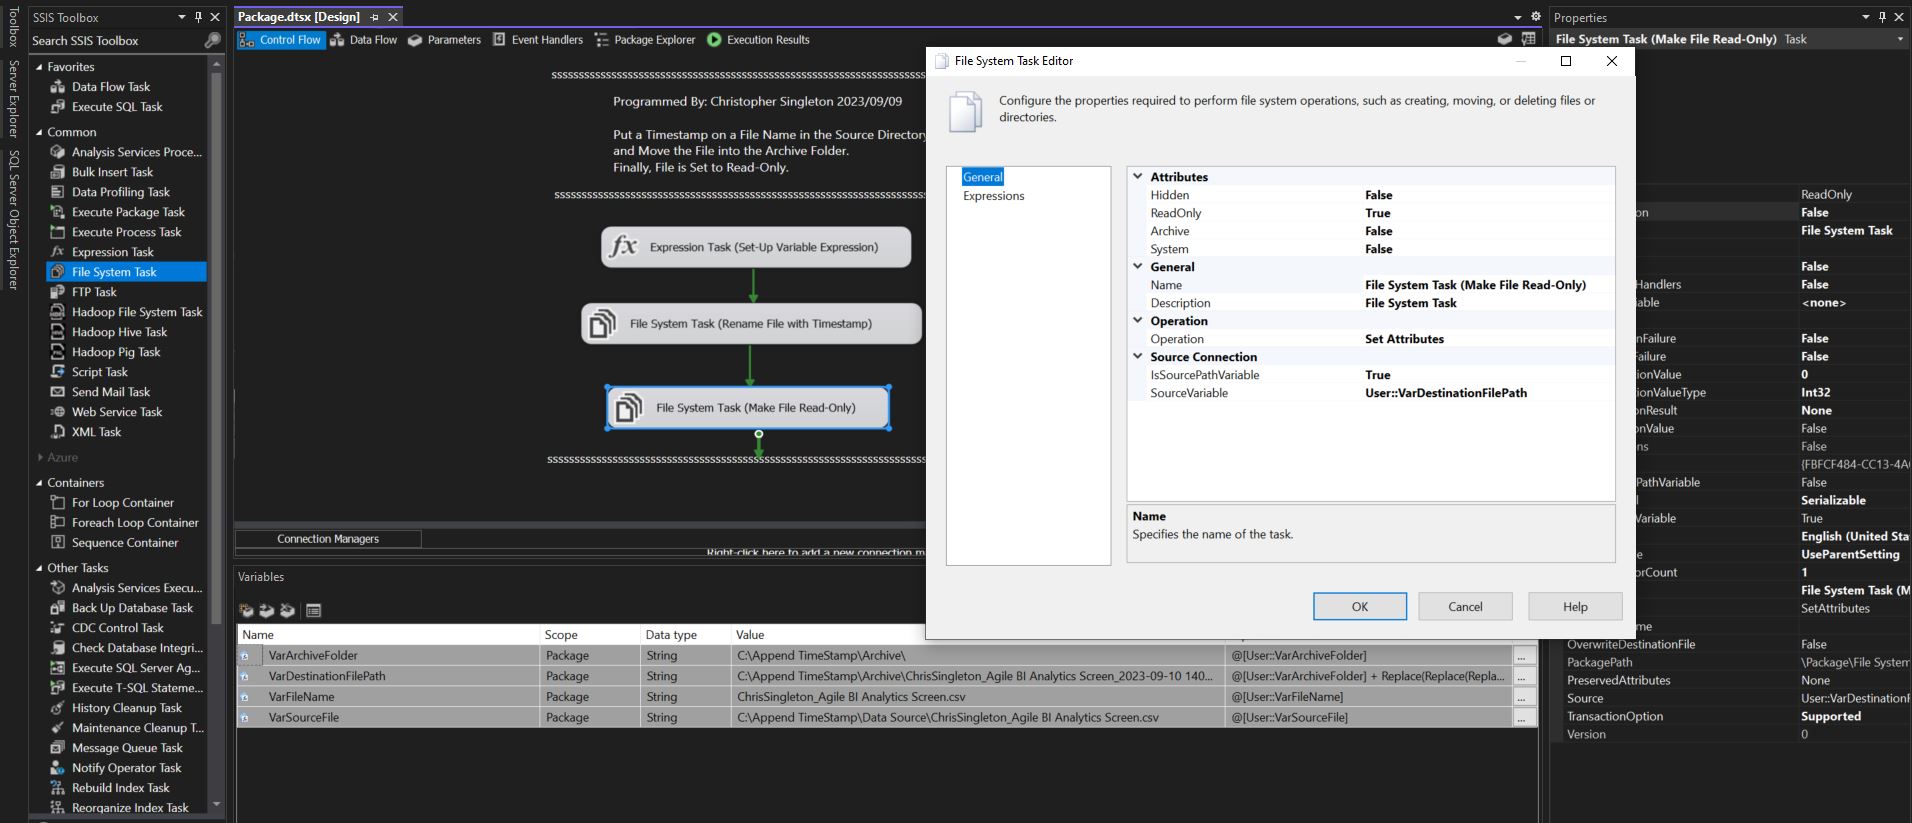 Toolbox
Server Explorer
SQL Server Object Explorer
SSIS Toolbox
Search SSIS Toolbox
Favorites
Data Flow Task
Execute SQL Task
Common
Analysis Services Proce...
Bulk Insert Task
Data Profiling Task
Execute Package Task
Execute Process Task
Expression Task
File System Task
FTP Task
Hadoop File System Task
Hadoop Hive Task
Hadoop Pig Task
Script Task
Send Mail Task
Web Service Task
XML Task
Azure
Containers
For Loop Container
Foreach Loop Container
Sequence Container
Other Tasks
Analysis Services Execu...
Back Up Database Task
CDC Control Task
Check Database Integri...
Execute SQL Server Ag...
Execute T-SQL Stateme...
History Cleanup Task
Maintenance Cleanup T...
Message Queue Task
Notify Operator Task
Rebuild Index Task
Reorganize Index Task
Package.dtsx [Design]
Control Flow Data Flow Parameters Event Handlers Package Explorer Execution Results
Programmed By: Christopher Singleton 2023/09/09
Put a Timestamp on a File Name in the Source Directory
and Move the File into the Archive Folder.
Finally, File is Set to Read-Only.
fx Expression Task (Set-Up Variable Expression)
File System Task (Rename File with Timestamp)
File System Task (Make File Read-Only)
Connection Managers
Right-click here to add a new connection m
Variables
Name Scope Data type Value
VarArchiveFolder Package String C:\Append TimeStamp\Archive\ @[User::VarArchiveFolder] ...
VarDestinationFilePath Package String C:\Append TimeStamp\Archive\ChrisSingleton_Agile BI Analytics Screen_2023-09-10 140... @[User::VarArchiveFolder] + Replace(Replace(Repla... ...
VarFileName Package String ChrisSingleton_Agile BI Analytics Screen.csv @[User::VarFileName] ...
VarSourceFile Package String C:\Append TimeStamp\Data Source\ChrisSingleton_Agile BI Analytics Screen.csv @[User::VarSourceFile] ...
File System Task Editor
Configure the properties required to perform file system operations, such as creating, moving, or deleting files or
directories.
General
Expressions
Attributes
Hidden False
ReadOnly True
Archive False
System False
General
Name File System Task (Make File Read-Only)
Description File System Task
Operation
Operation Set Attributes
Source Connection
IsSourcePathVariable True
SourceVariable User::VarDestinationFilePath
Name
Specifies the name of the task.
OK Cancel Help
Properties
File System Task (Make File Read-Only) Task
ReadOnly
on False
File System Task
False
Handlers False
iable <none>
nFailure False
ailure False
ionValue 0
ionValueType Int32
onResult None
onValue False
ns False
{FBFCF484-CC13-4A
PathVariable False
Serializable
ariable True
English (United Sta
e UseParentSetting
orCount 1
File System Task (M
SetAttributes
me
OverwriteDestinationFile False
PackagePath \Package\File System
PreservedAttributes None
Source User::VarDestinationF
TransactionOption Supported
Version 0